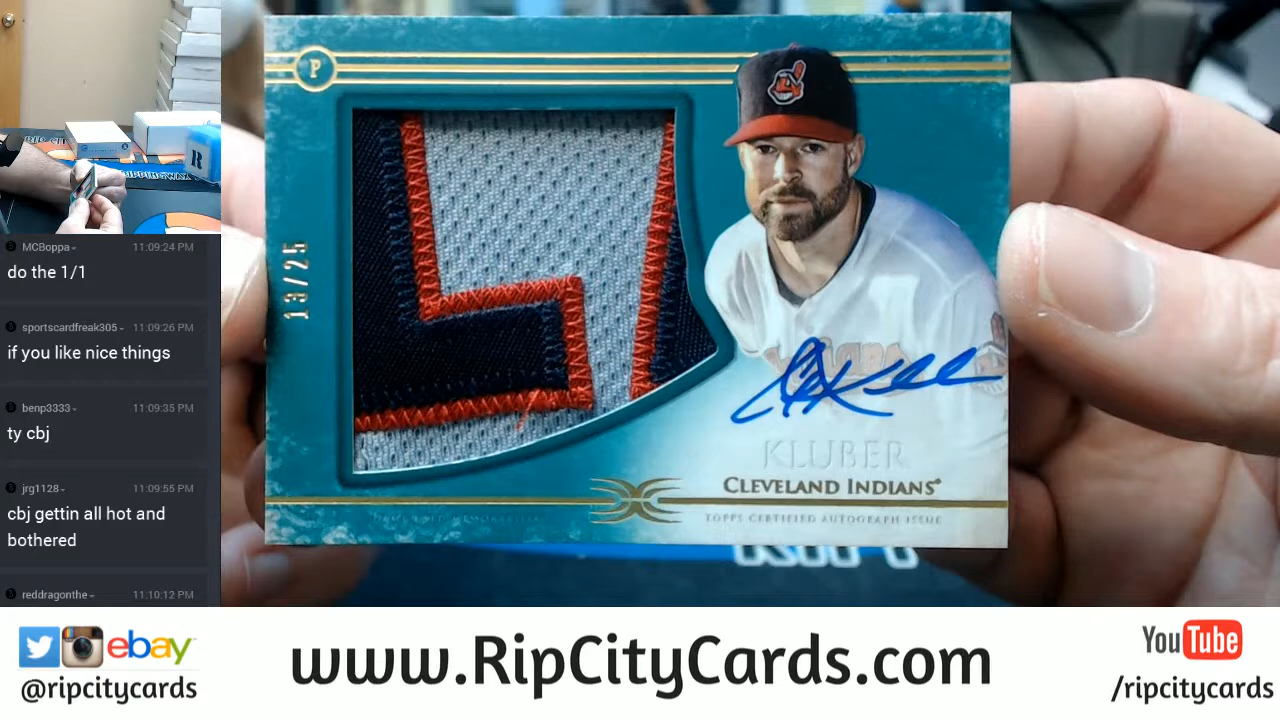 P
13/25
KLUBER
CLEVELAND INDIANS
TOPPS CERTIFIED AUTOGRAPH ISSUE
MCBoppa 11:09:24 PM
do the 1/1
sportscardfreak305 11:09:26 PM
if you like nice things
benp3333 11:09:35 PM
ty cbj
jrg1128 11:09:55 PM
cbj gettin all hot and
bothered
reddragonthe 11:10:12 PM
ebay
@ripcitycards
www.RipCityCards.com
YouTube
/ripcitycards